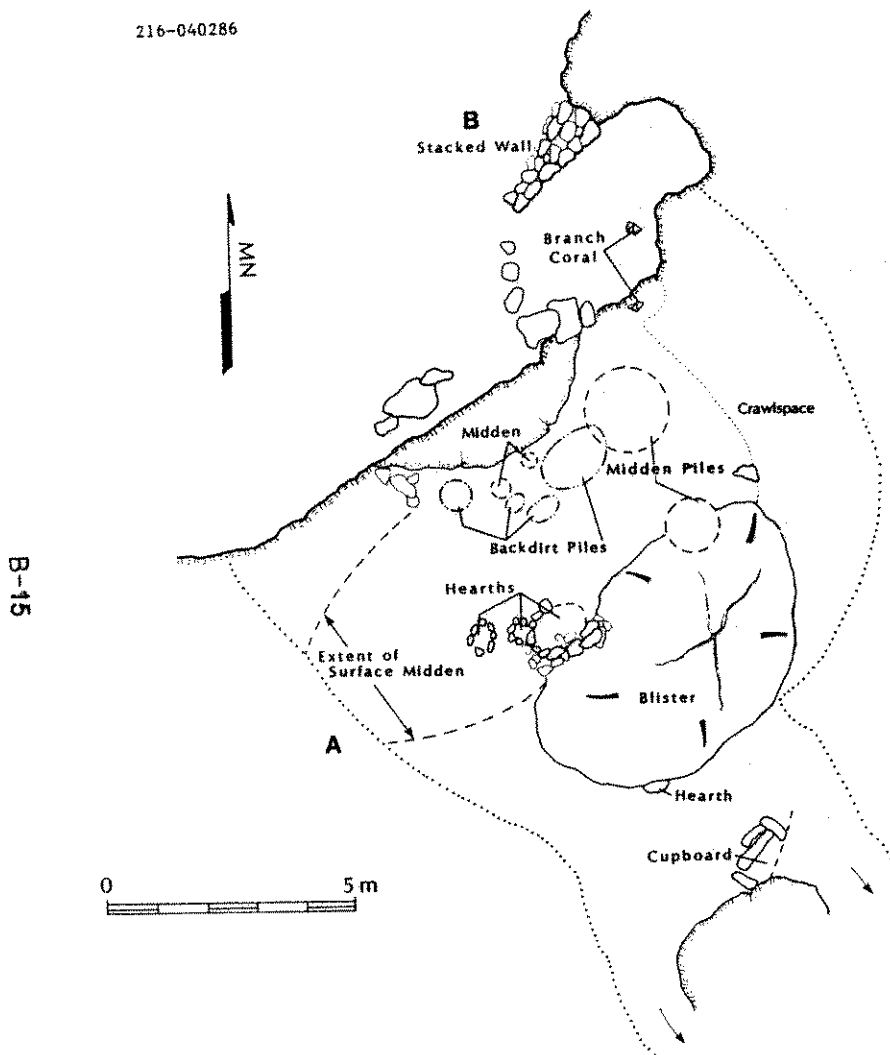 216-040286
B
Stacked Wall
Branch
Coral
MN
Crawlspace
Midden
Midden Piles
Backdirt Piles
B-15
Hearths
Extent of
Surface Midden
Blister
A
Hearth
Cupboard
0 5 m